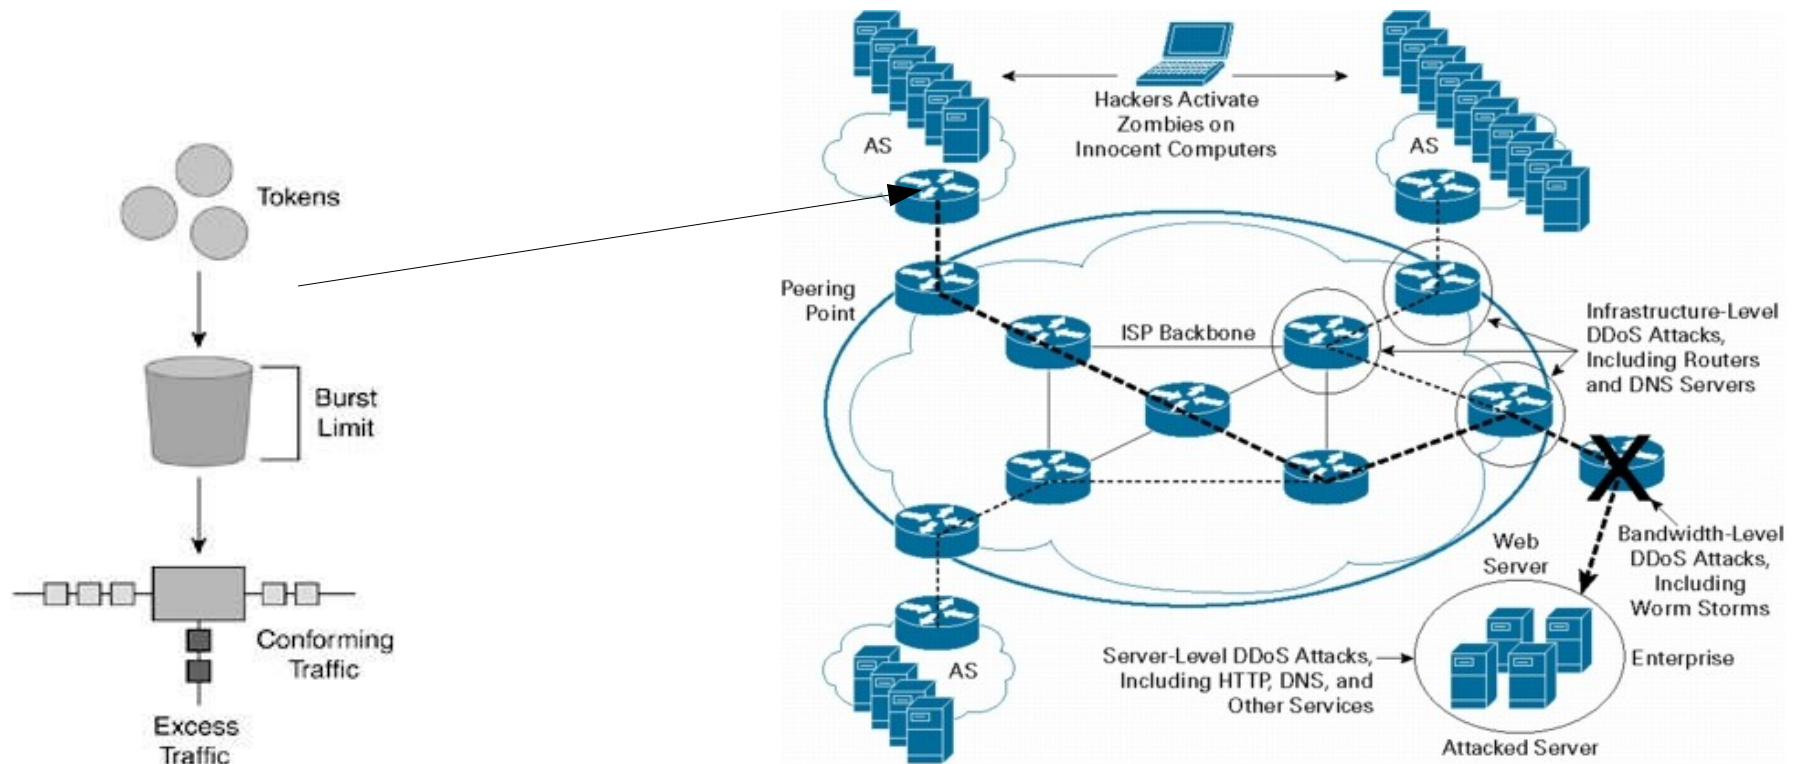 Tokens
Burst
Limit
Conforming
Traffic
Excess
Traffic
Hackers Activate
Zombies on
Innocent Computers
AS
AS
Peering
Point
ISP Backbone
Infrastructure-Level
DDoS Attacks,
Including Routers
and DNS Servers
X
Bandwidth-Level
DDoS Attacks,
Including
Worm Storms
Web
Server
Server-Level DDoS Attacks,
Including HTTP, DNS, and
Other Services
Enterprise
AS
Attacked Server